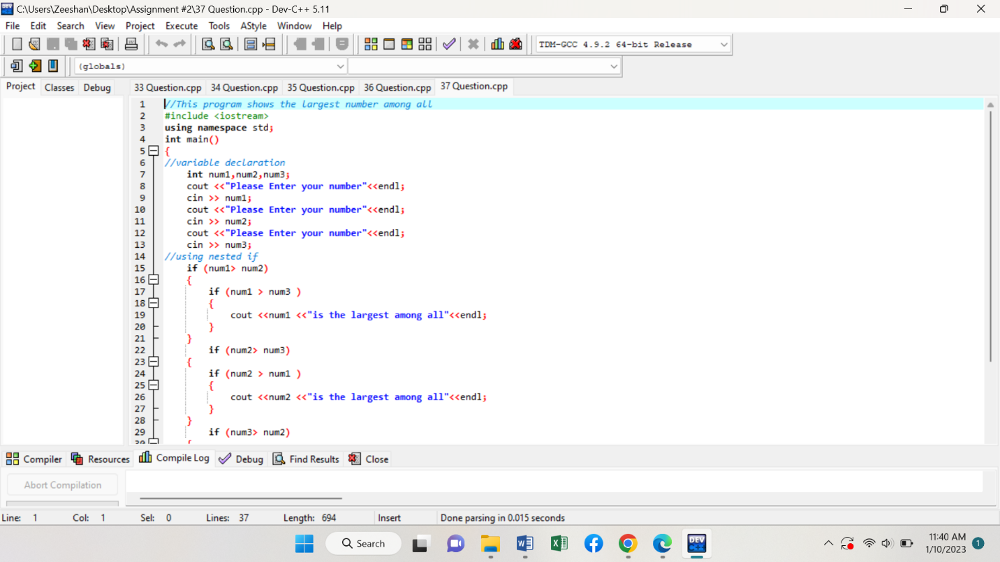 C:\Users\Zeeshan\Desktop\Assignment #2\37 Question.cpp - Dev-C++ 5.11
File Edit Search View Project Execute Tools AStyle Window Help
TDM-GCC 4.9.2 64-bit Release
(globals)
Project Classes Debug 33 Question.cpp 34 Question.cpp 35 Question.cpp 36 Question.cpp 37 Question.cpp
1 //This program shows the largest number among all
2 #include <iostream>
3 using namespace std;
4 int main()
5 {
6 //variable declaration
7 int num1,num2,num3;
8 cout <<"Please Enter your number"<<endl;
9 cin >> num1;
10 cout <<"Please Enter your number"<<endl;
11 cin >> num2;
12 cout <<"Please Enter your number"<<endl;
13 cin >> num3;
14 //using nested if
15 if (num1> num2)
16 {
17 if (num1 > num3 )
18 {
19 cout <<num1 <<"is the largest among all"<<endl;
20 }
21 }
22 if (num2> num3)
23 {
24 if (num2 > num1 )
25 {
26 cout <<num2 <<"is the largest among all"<<endl;
27 }
28 }
29 if (num3> num2)
30 {
Compiler Resources Compile Log Debug Find Results Close
Abort Compilation
Line: 1 Col: 1 Sel: 0 Lines: 37 Length: 694 Insert Done parsing in 0.015 seconds
Search
DEV
11:40 AM
1/10/2023
1